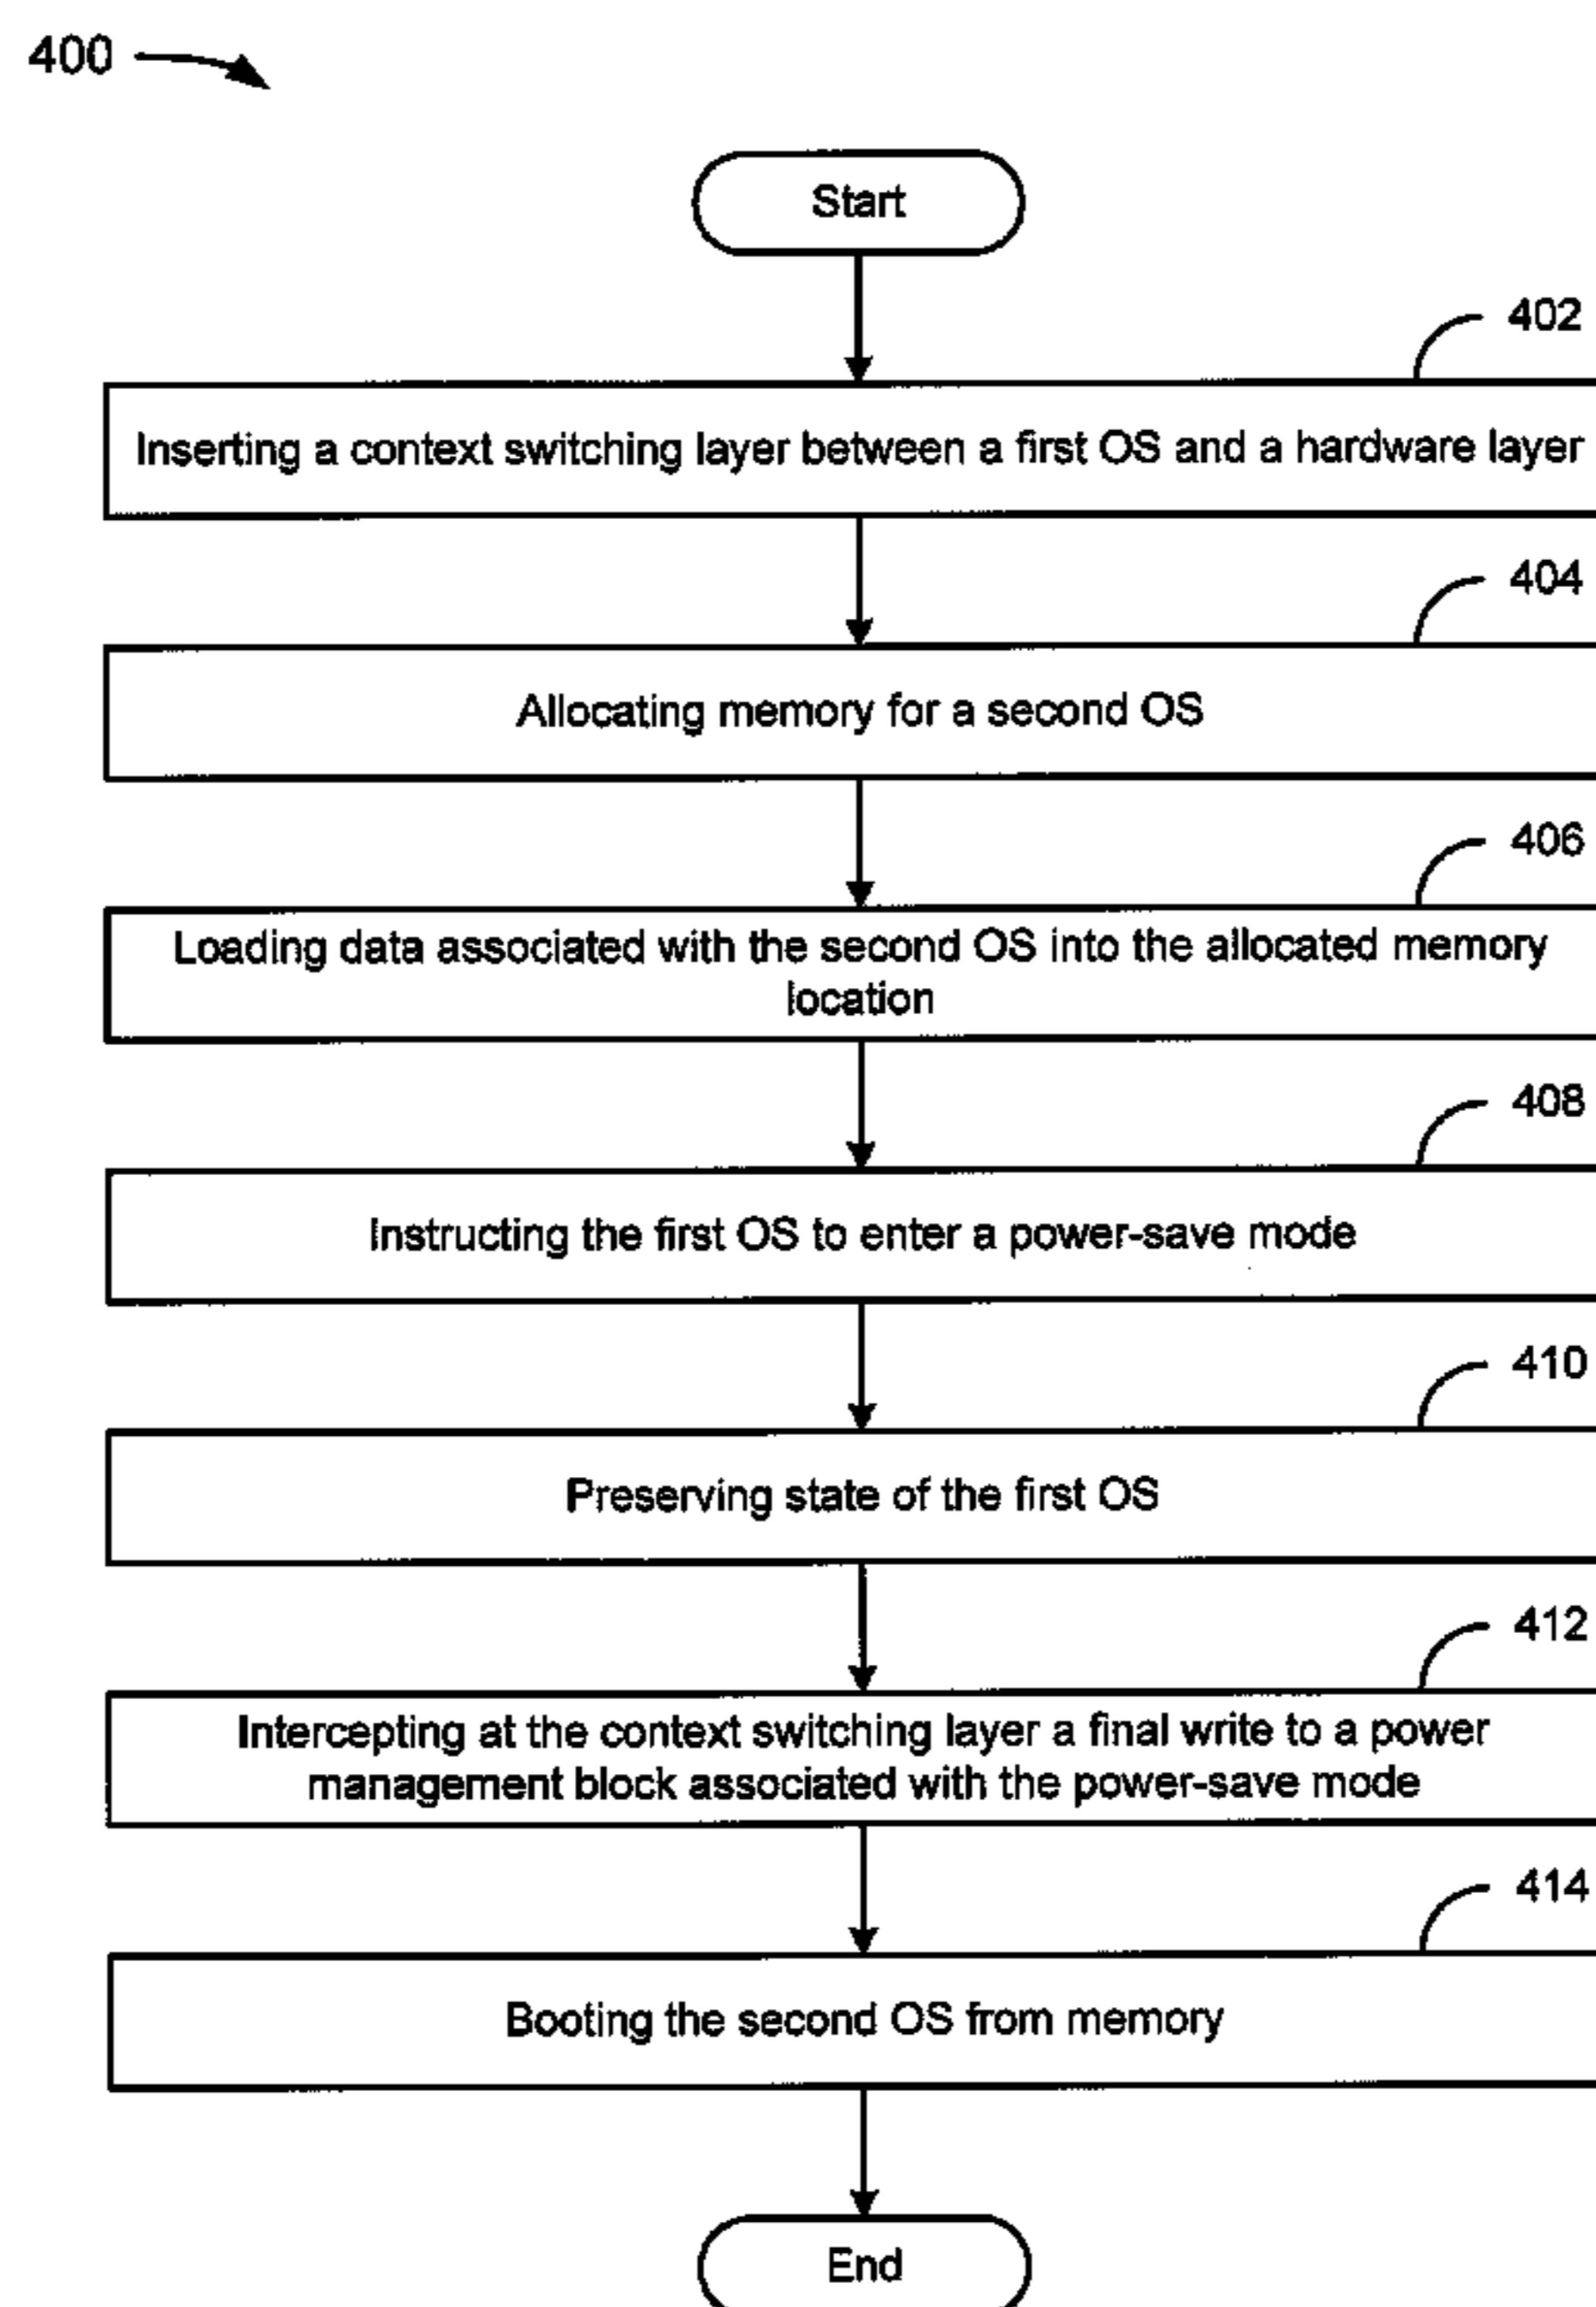 400
Start
402
Inserting a context switching layer between a first OS and a hardware layer
404
Allocating memory for a second OS
406
Loading data associated with the second OS into the allocated memory
location
408
Instructing the first OS to enter a power-save mode
410
Preserving state of the first OS
412
Intercepting at the context switching layer a final write to a power
management block associated with the power-save mode
414
Booting the second OS from memory
End